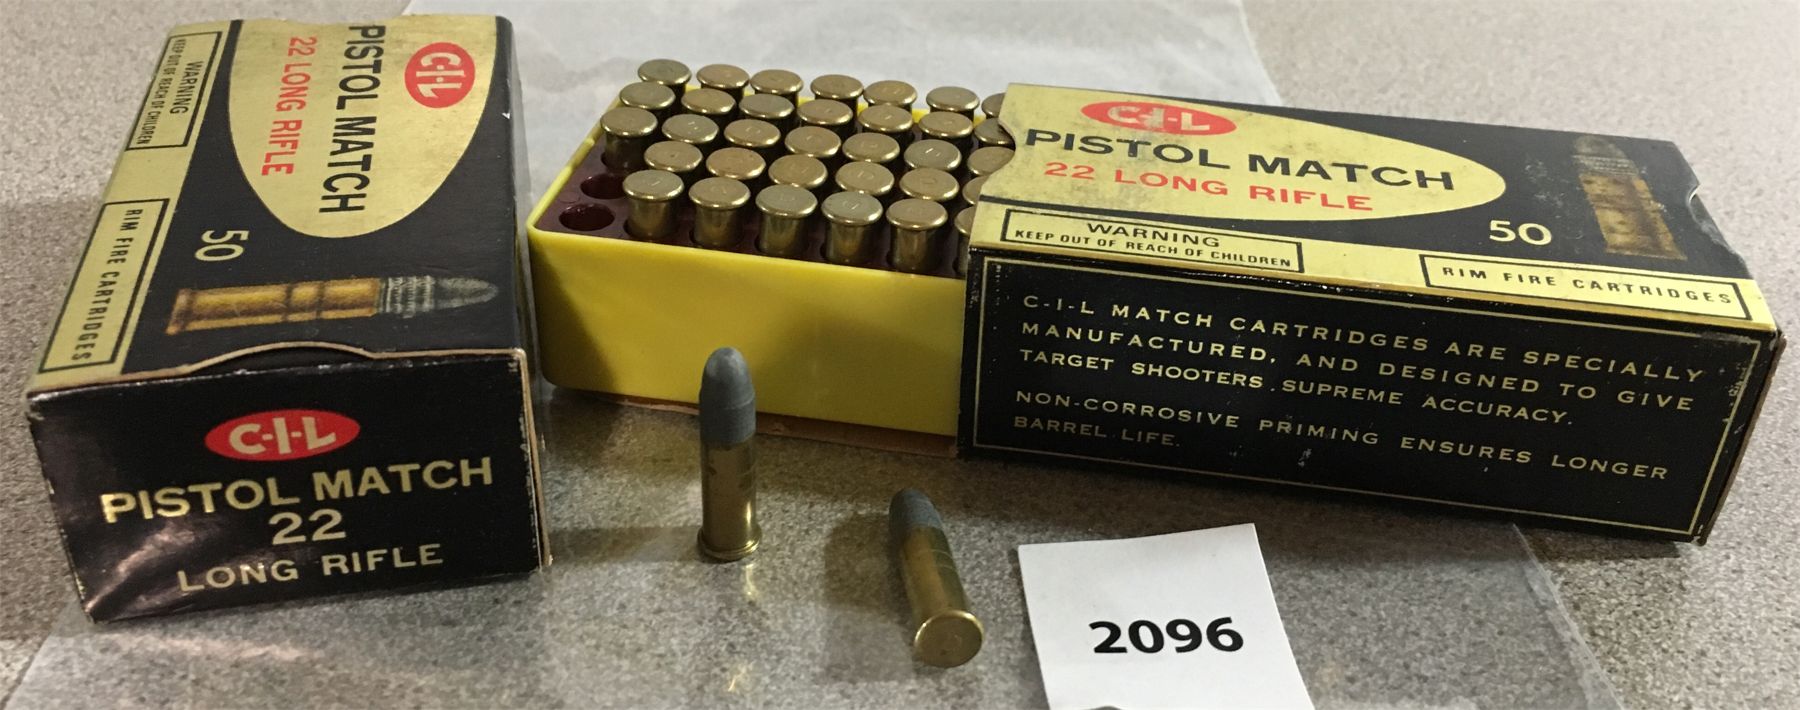 C-I-L
PISTOL MATCH
22 LONG RIFLE
WARNING
KEEP OUT OF REACH OF CHILDREN
RIM FIRE CARTRIDGES
50
C-I-L
PISTOL MATCH
22
LONG RIFLE
C-I-L
PISTOL MATCH
22 LONG RIFLE
50
WARNING
KEEP OUT OF REACH OF CHILDREN
RIM FIRE CARTRIDGES
C-I-L MATCH CARTRIDGES ARE SPECIALLY
MANUFACTURED, AND DESIGNED TO GIVE
TARGET SHOOTERS SUPREME ACCURACY.
NON-CORROSIVE PRIMING ENSURES LONGER
BARREL LIFE.
2096